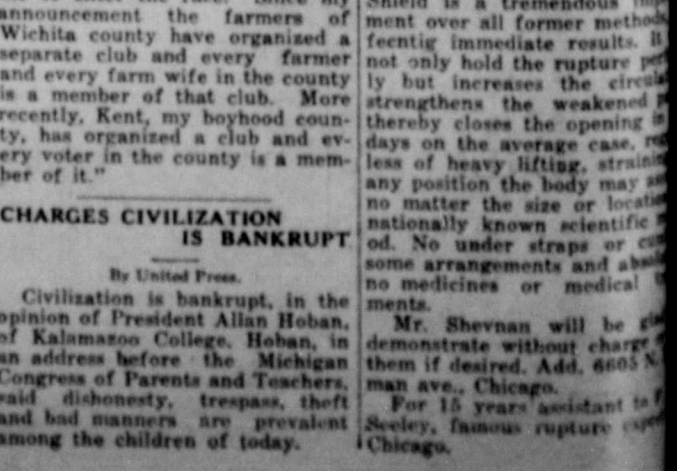 announcement the farmers of
Wichita county have organized a
separate club and every farmer
and every farm wife in the county
is a member of that club. More
recently, Kent, my boyhood coun-
ty, has organized a club and ev-
ery voter in the county is a mem-
ber of it."
CHARGES CIVILIZATION
IS BANKRUPT
By United Press.
Civilization is bankrupt, in the
opinion of President Allan Hoban,
of Kalamazoo College. Hoban, in
an address before the Michigan
Congress of Parents and Teachers,
said dishonesty, trespass, theft
and bad manners are prevalent
among the children of today.
Shield is a tremendous
ment over all former methods
fecntig immediate results. It
not only hold the rupture
ly but increases the
strengthens the weakened
thereby closes the opening in
days on the average case,
less of heavy lifting, straining
any position the body may
no matter the size or
nationally known scientific
od. No under straps or
some arrangements and
no medicines or medical
ments.
Mr. Shevnan will be
demonstrate without charge
them if desired. Add. 6605 N.
man ave., Chicago.
For 15 years assistant to
Seeley, famous rupture
Chicago.